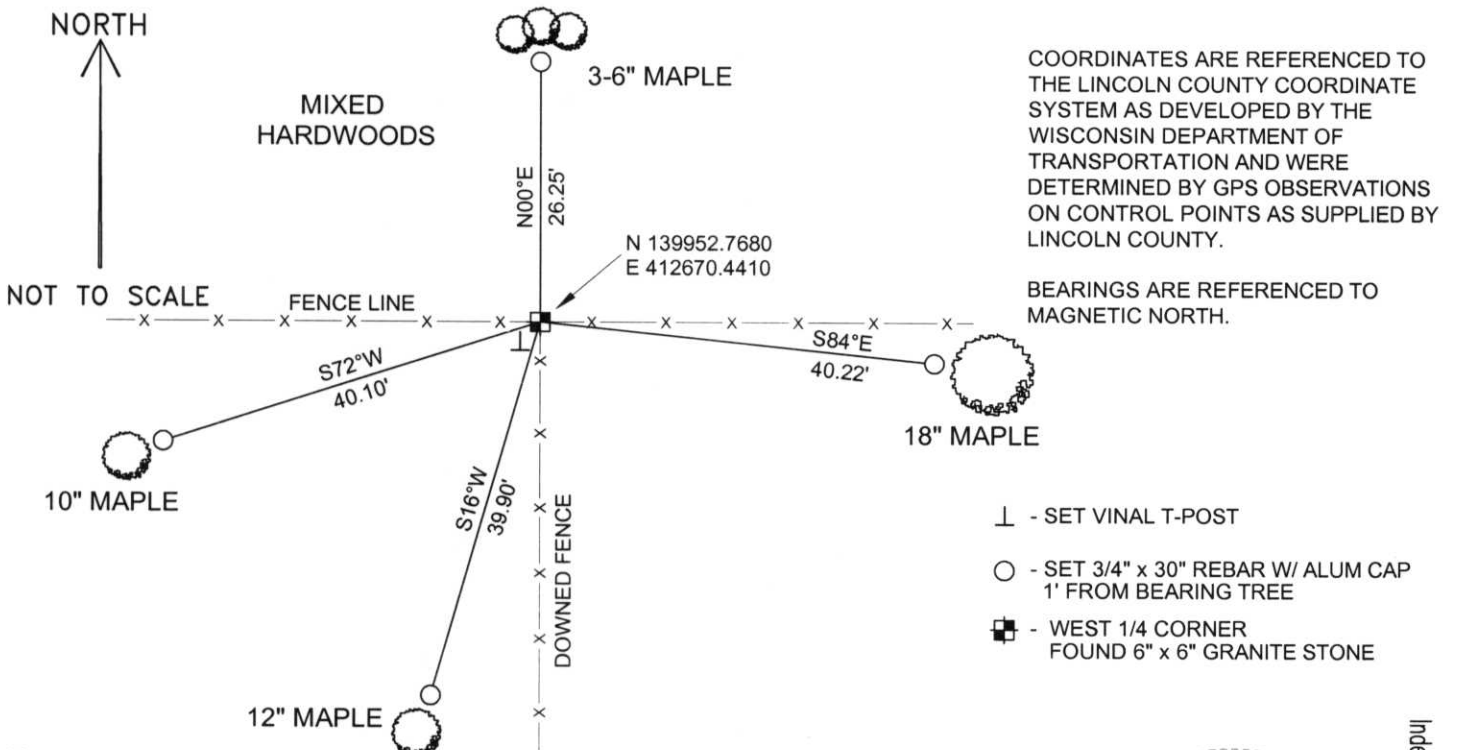 NORTH
NOT TO SCALE
MIXED
HARDWOODS
3-6" MAPLE
N00°E
26.25'
N 139952.7680
E 412670.4410
FENCE LINE
S72°W
40.10'
10" MAPLE
S84°E
40.22'
18" MAPLE
S16°W
39.90'
12" MAPLE
DOWNED FENCE
COORDINATES ARE REFERENCED TO
THE LINCOLN COUNTY COORDINATE
SYSTEM AS DEVELOPED BY THE
WISCONSIN DEPARTMENT OF
TRANSPORTATION AND WERE
DETERMINED BY GPS OBSERVATIONS
ON CONTROL POINTS AS SUPPLIED BY
LINCOLN COUNTY.
BEARINGS ARE REFERENCED TO
MAGNETIC NORTH.
- SET VINAL T-POST
- SET 3/4" x 30" REBAR W/ ALUM CAP
1' FROM BEARING TREE
- WEST 1/4 CORNER
FOUND 6" x 6" GRANITE STONE